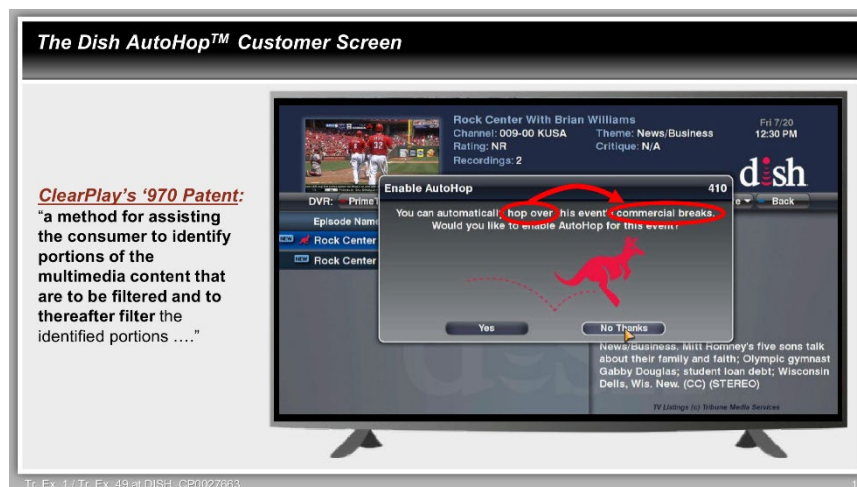 The Dish AutoHop™ Customer Screen
ClearPlay's '970 Patent:
"a method for assisting
the consumer to identify
portions of the
multimedia content that
are to be filtered and to
thereafter filter the
identified portions …."
Rock Center With Brian Williams
Channel: 009-00 KUSA Theme: News/Business
Rating: NR Critique: N/A
Recordings: 2
Fri 7/20
12:30 PM
dish
DVR: PrimeT
Back
Episode Name
NEW Rock Center
NEW Rock Center
Enable AutoHop 410
You can automatically hop over this event's commercial breaks.
Would you like to enable AutoHop for this event?
Yes No Thanks
News/Business. Mitt Romney's five sons talk
about their family and faith; Olympic gymnast
Gabby Douglas; student loan debt; Wisconsin
Dells, Wis. New. (CC) (STEREO)
TV Listings (c) Tribune Media Services
Tr. Ex. 1 / Tr. Ex. 49 at DISH_CP0027663